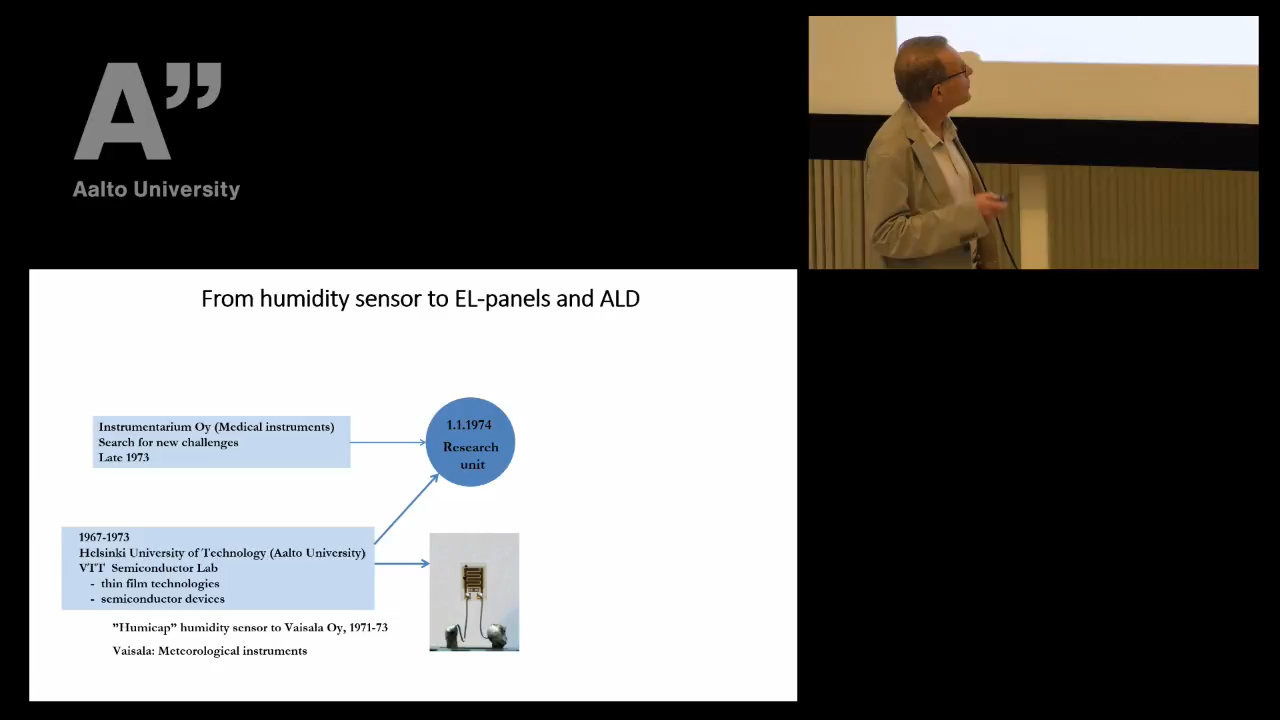 A”
Aalto University
From humidity sensor to EL-panels and ALD
Instrumentarium Oy (Medical instruments)
Search for new challenges
Late 1973
1.1.1974
Research
unit
1967-1973
Helsinki University of Technology (Aalto University)
VTT Semiconductor Lab
- thin film technologies
- semiconductor devices
”Humicap” humidity sensor to Vaisala Oy, 1971-73
Vaisala: Meteorological instruments